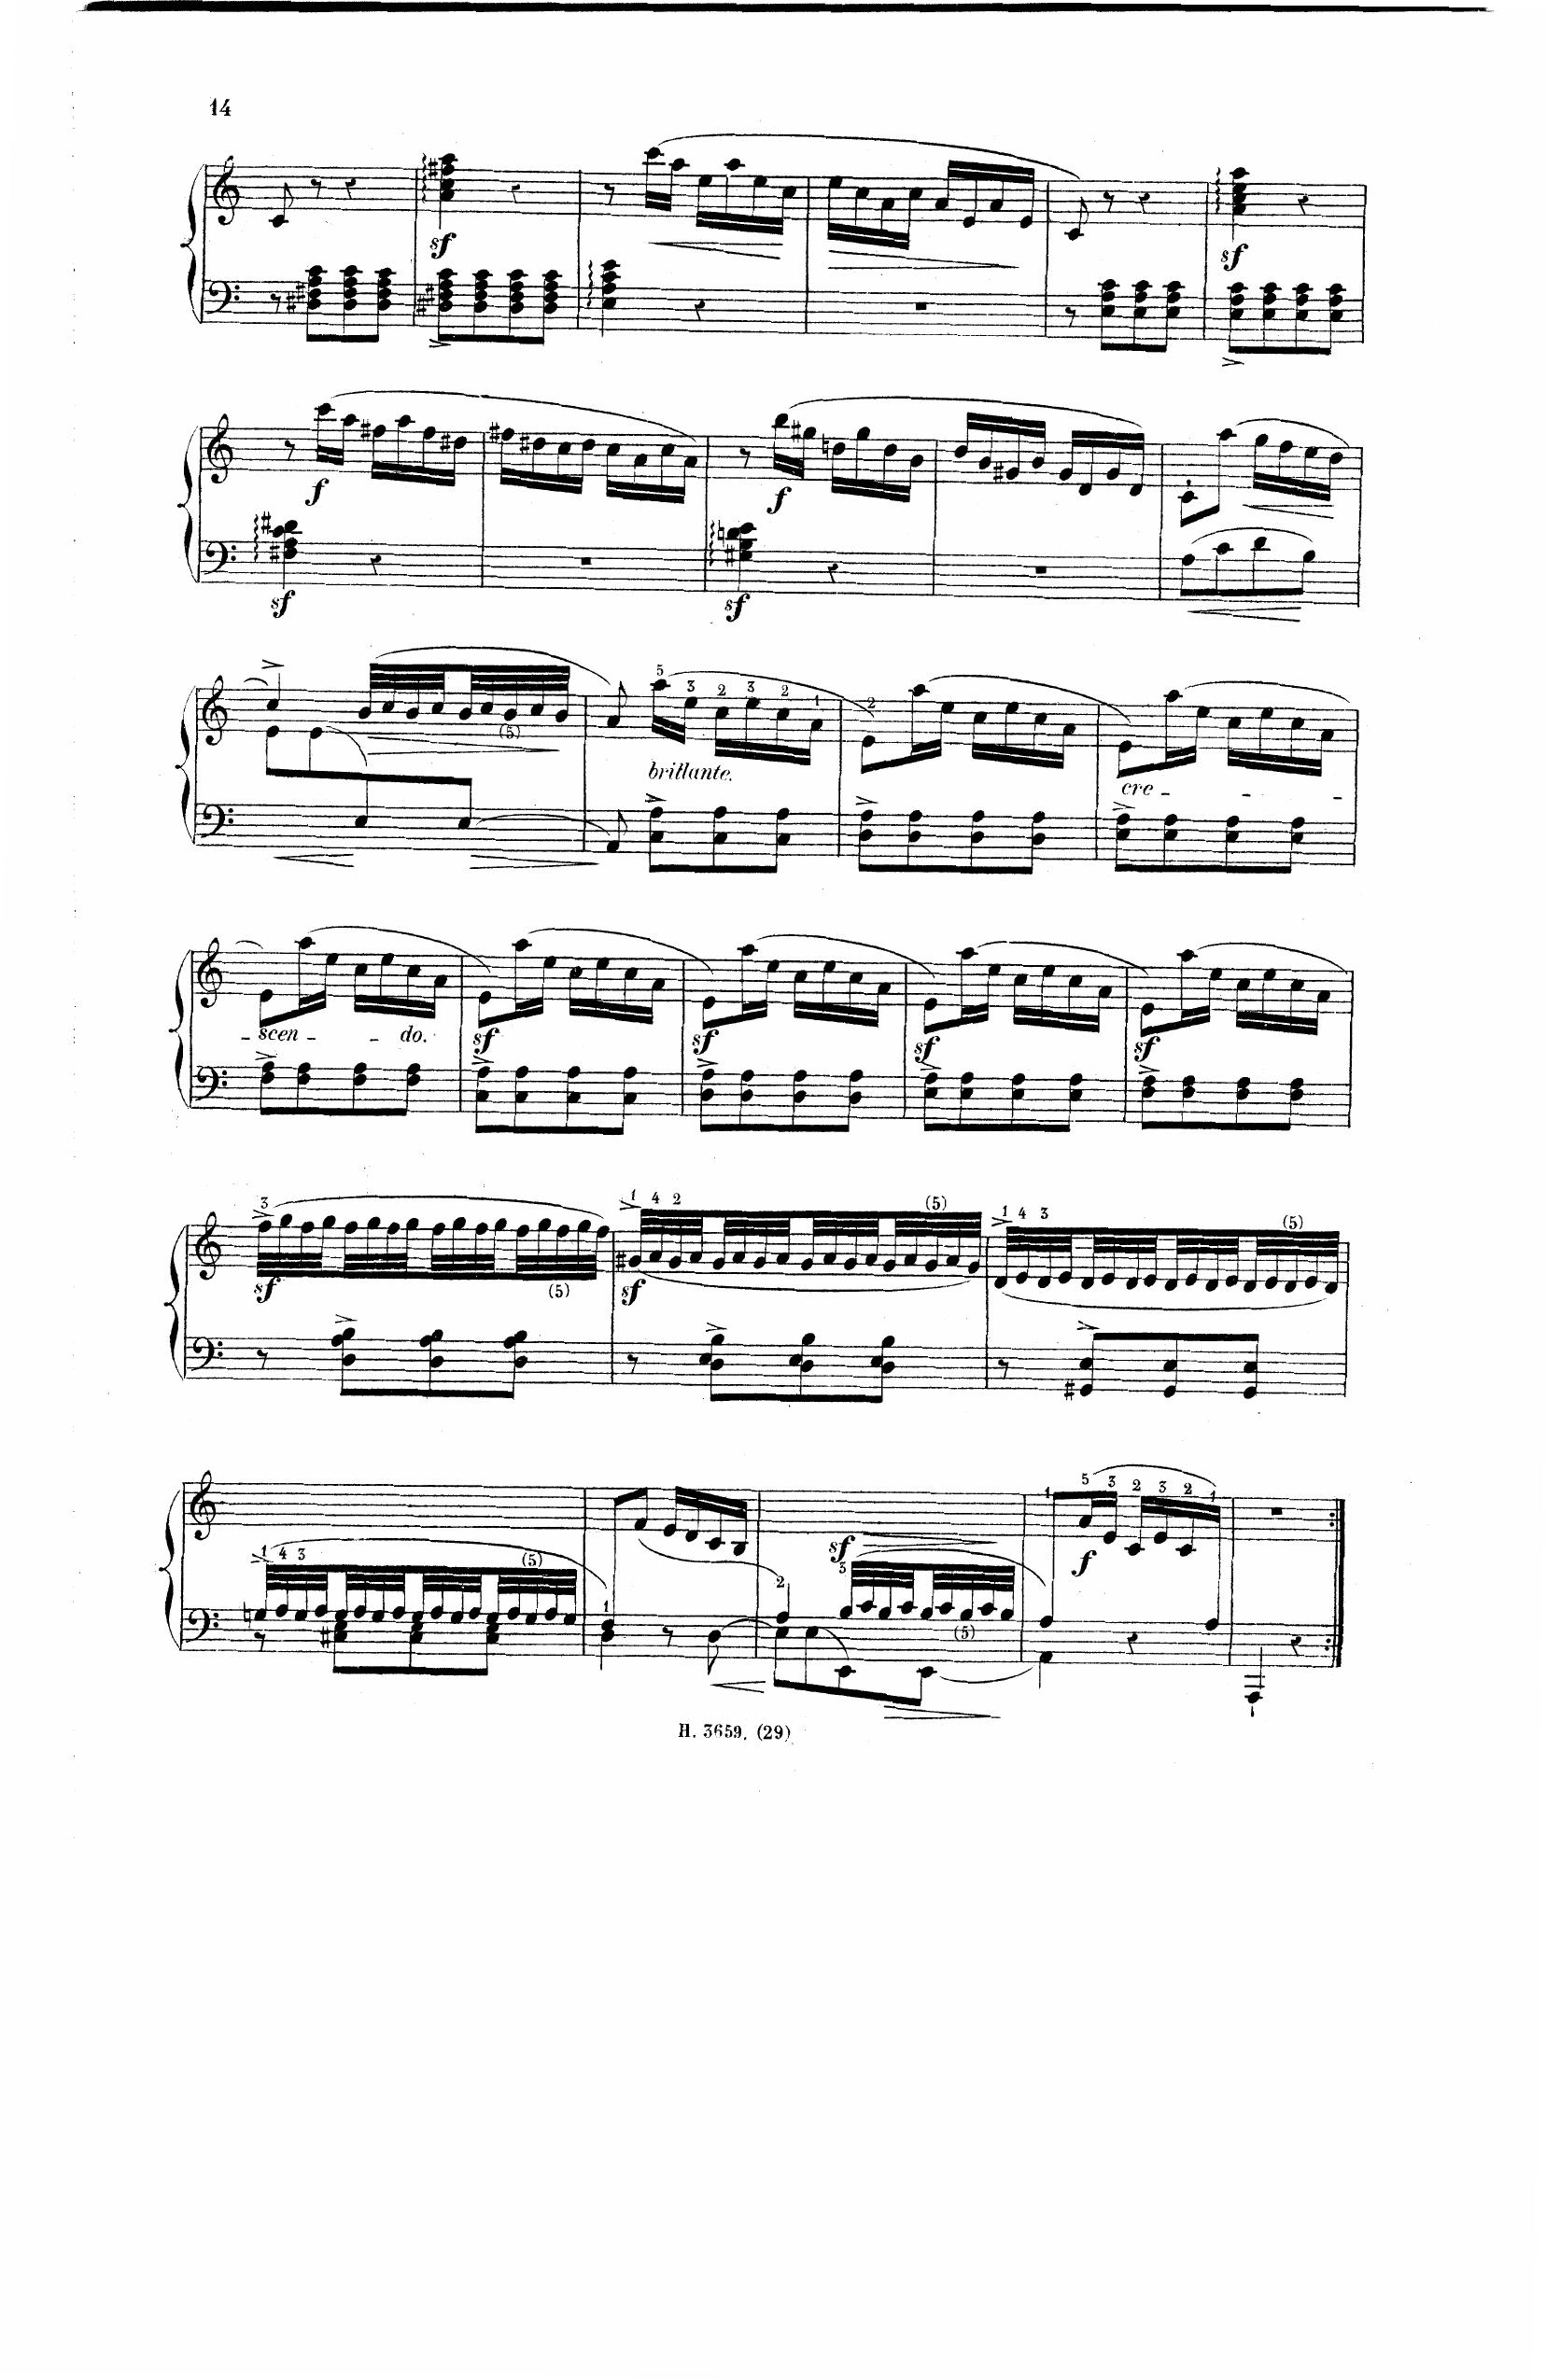 14
sf
sf
f
f
sf
sf
5 3 2 3 2 1 2
(5)
brillante.
cre -
- scen - - do.
sf sf sf sf
3 1 4 2 (5) 1 4 3 (5)
sf (5) sf
1 4 3 (5) 1 2 sf 3 (5) 1 5 3 2 3 2 1
f
H. 3659. (29)